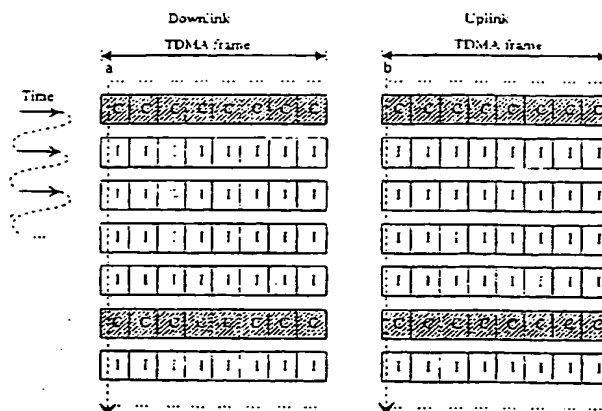 Downlink Uplink
TDMA frame TDMA frame
a b
... ... ... ... ... ... ... ...
Time
C C C C C C C C C C C C C C C C
I I I I I I I I I I I I I I I
I I I I I I I I I I I I I I I
I I I I I I I I I I I I I I I
I I I I I I I I I I I I I I I
...
C C C C C C C C C C C C C C C
I I I I I I I I I I I I I I I I
... ... ... ... ... ... ... ...